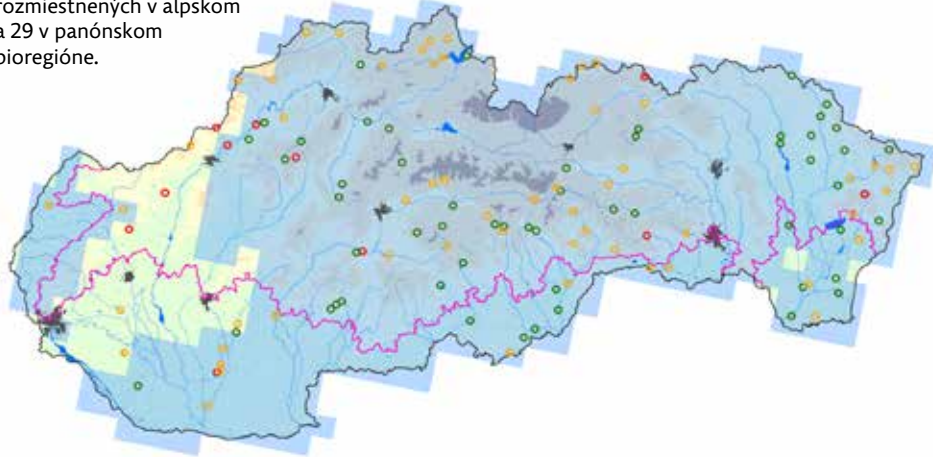 rozmiestnených v alpskom
a 29 v panónskom
bioregióne.